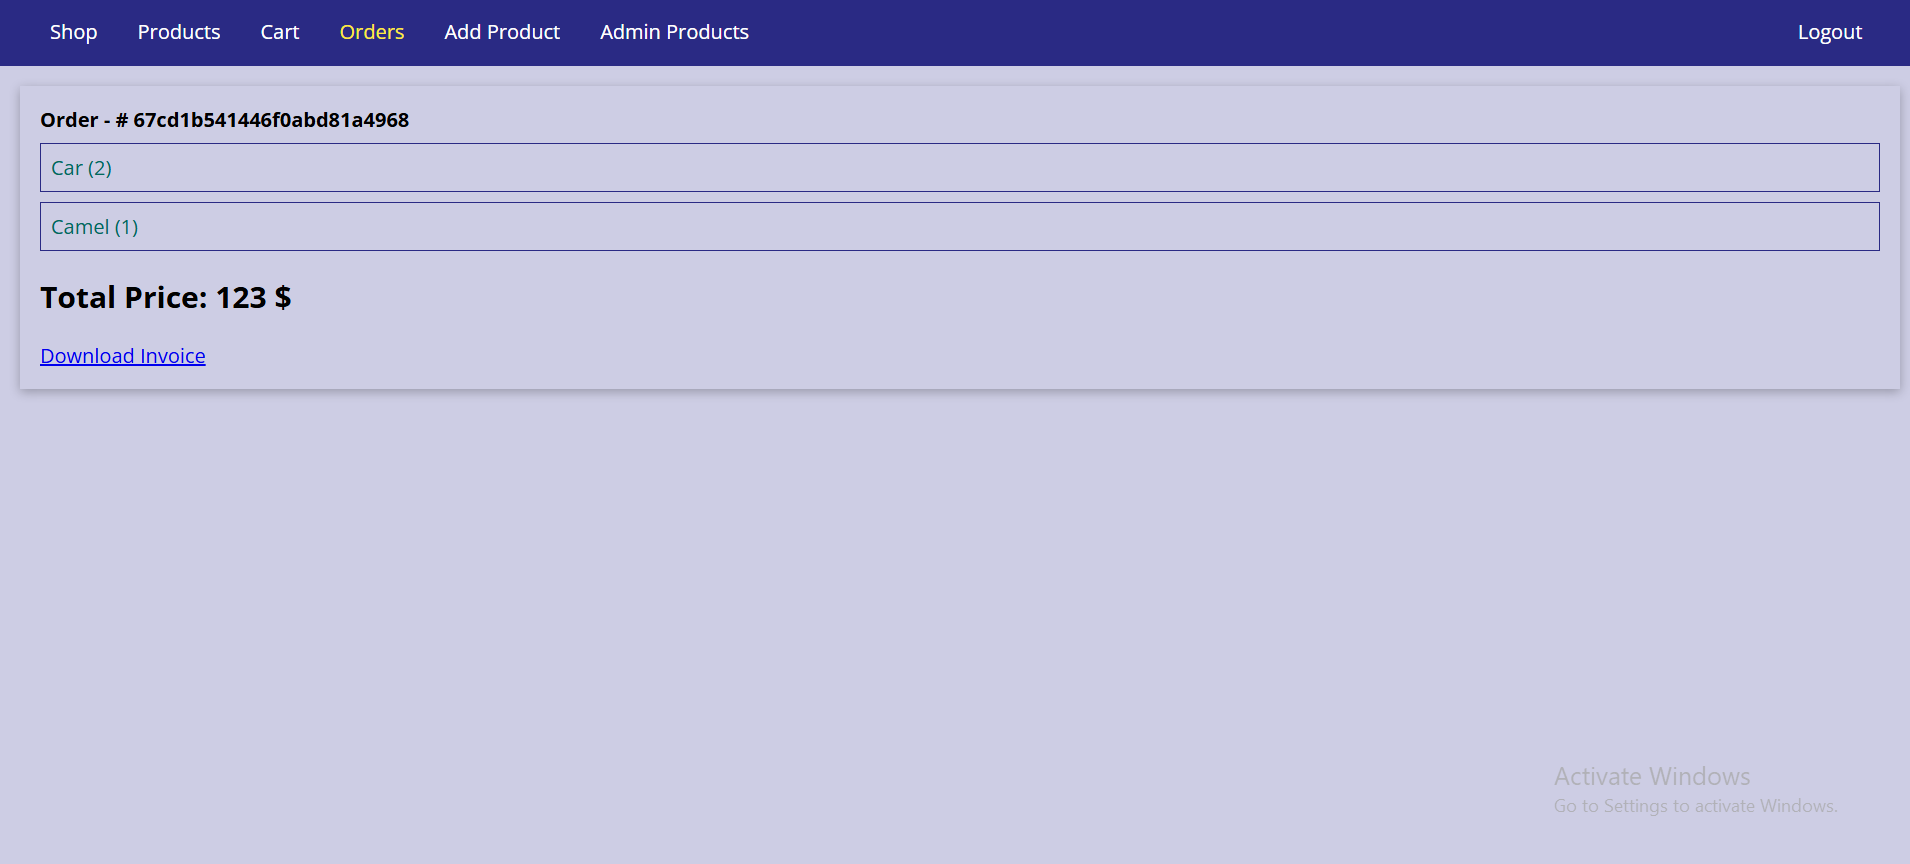 Shop Products Cart Orders Add Product Admin Products Logout
Order - # 67cd1b541446f0abd81a4968
Car (2)
Camel (1)
Total Price: 123 $
Download Invoice
Activate Windows
Go to Settings to activate Windows.